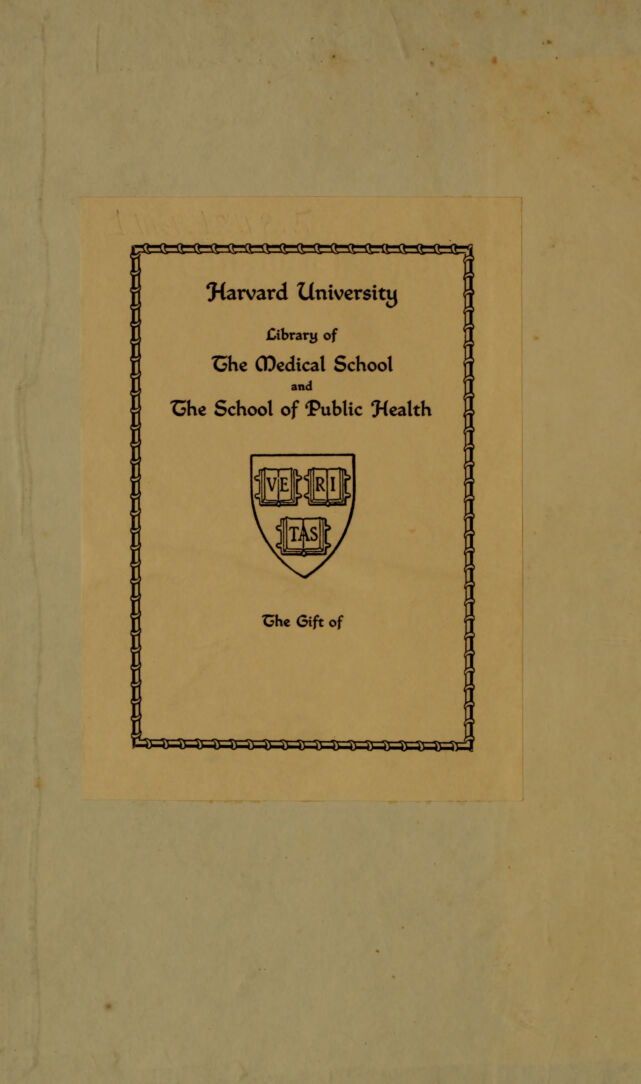 Harvard University
Library of
The Medical School
and
The School of Public Health
VE RI
TAS
The Gift of